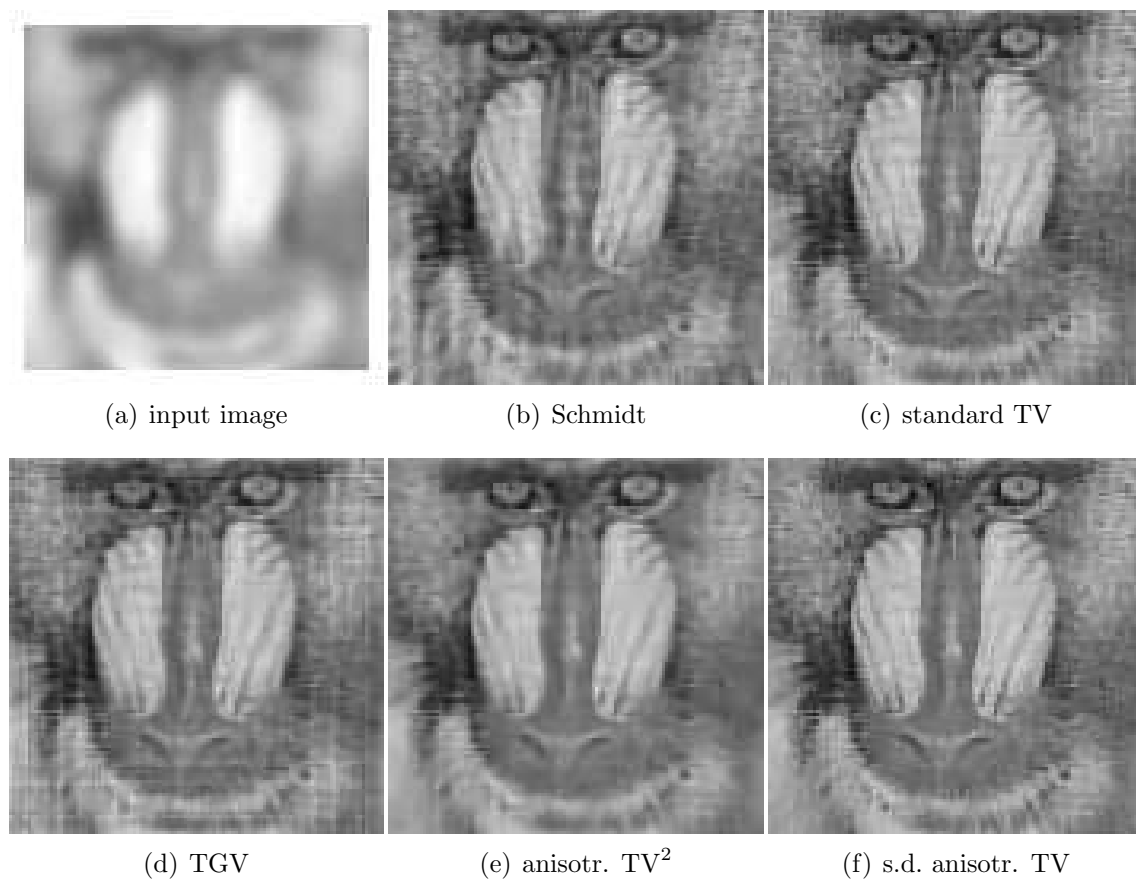 (a) input image
(b) Schmidt
(c) standard TV
(d) TGV
(e) anisotr. TV²
(f) s.d. anisotr. TV